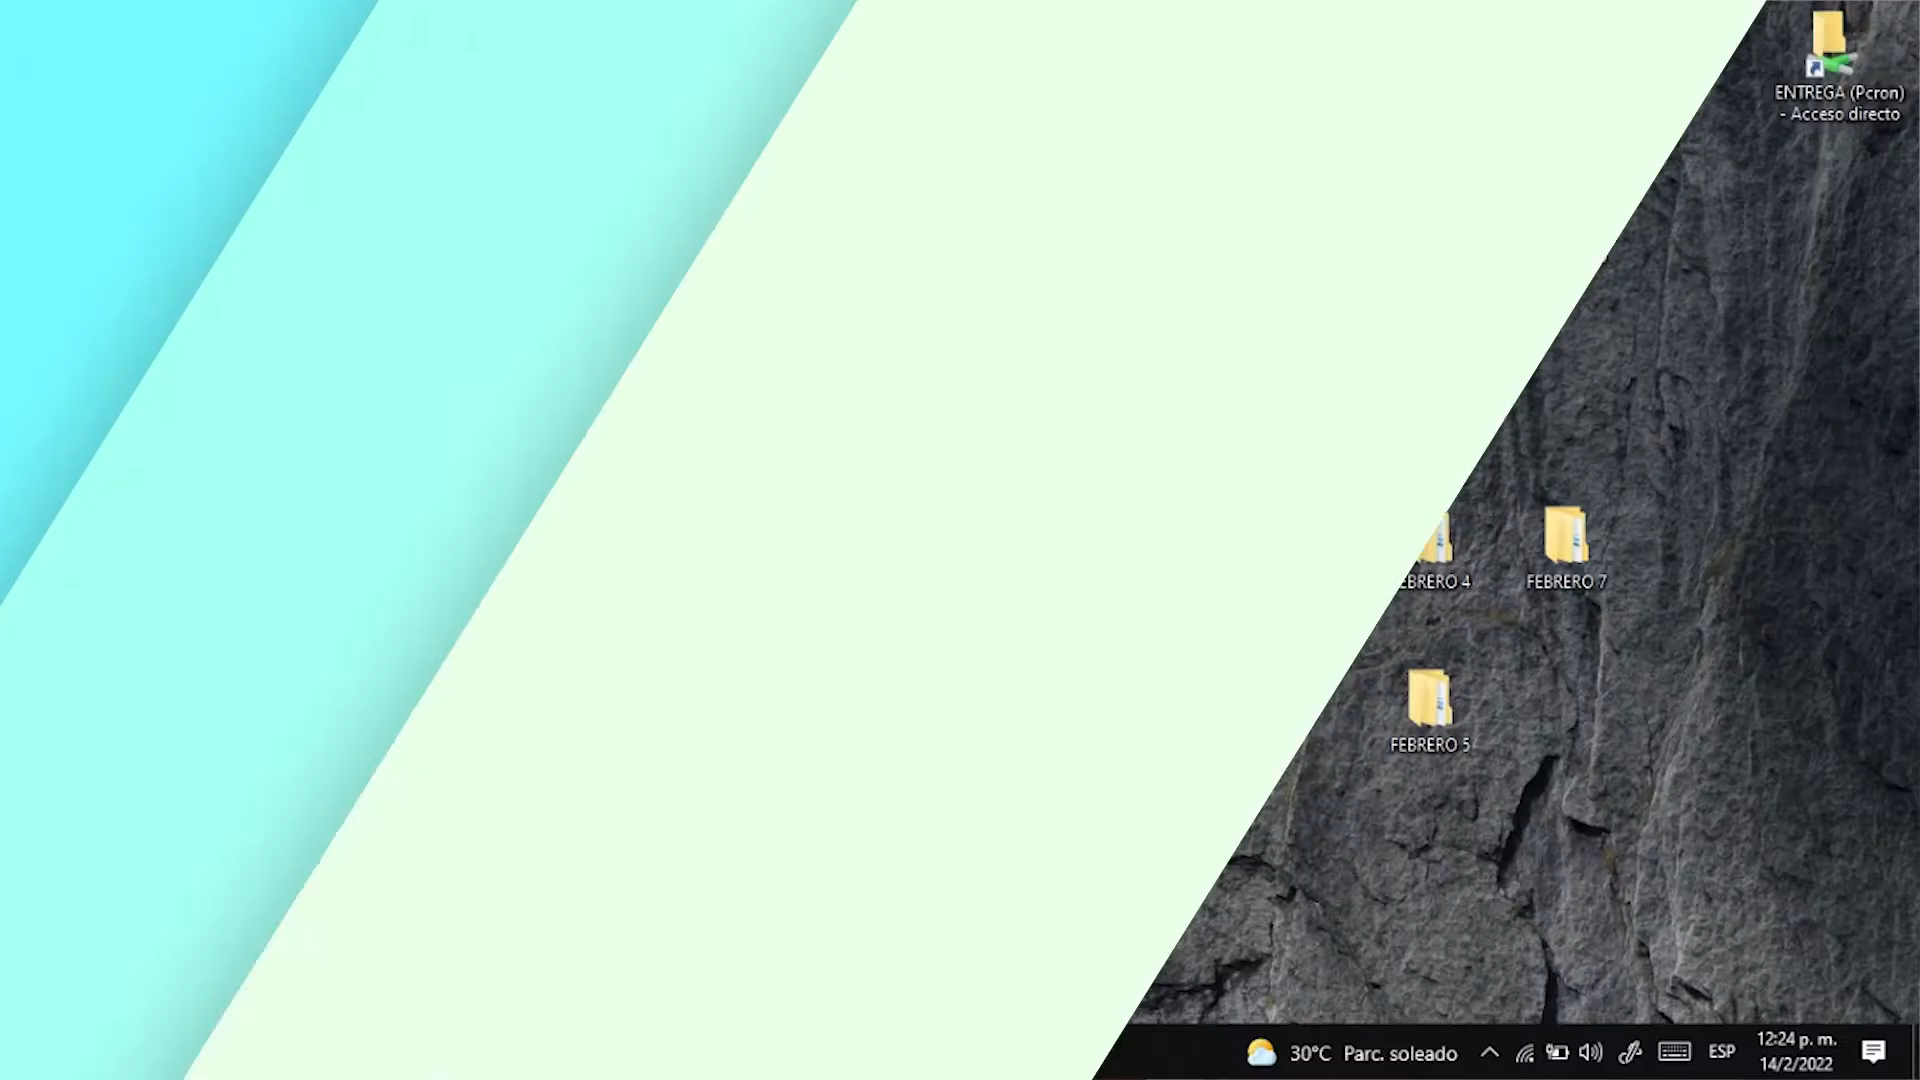 ENTREGA (Pcron)
- Acceso directo
EBRERO 4
FEBRERO 7
FEBRERO 5
30°C Parc. soleado
ESP
12:24 p. m.
14/2/2022